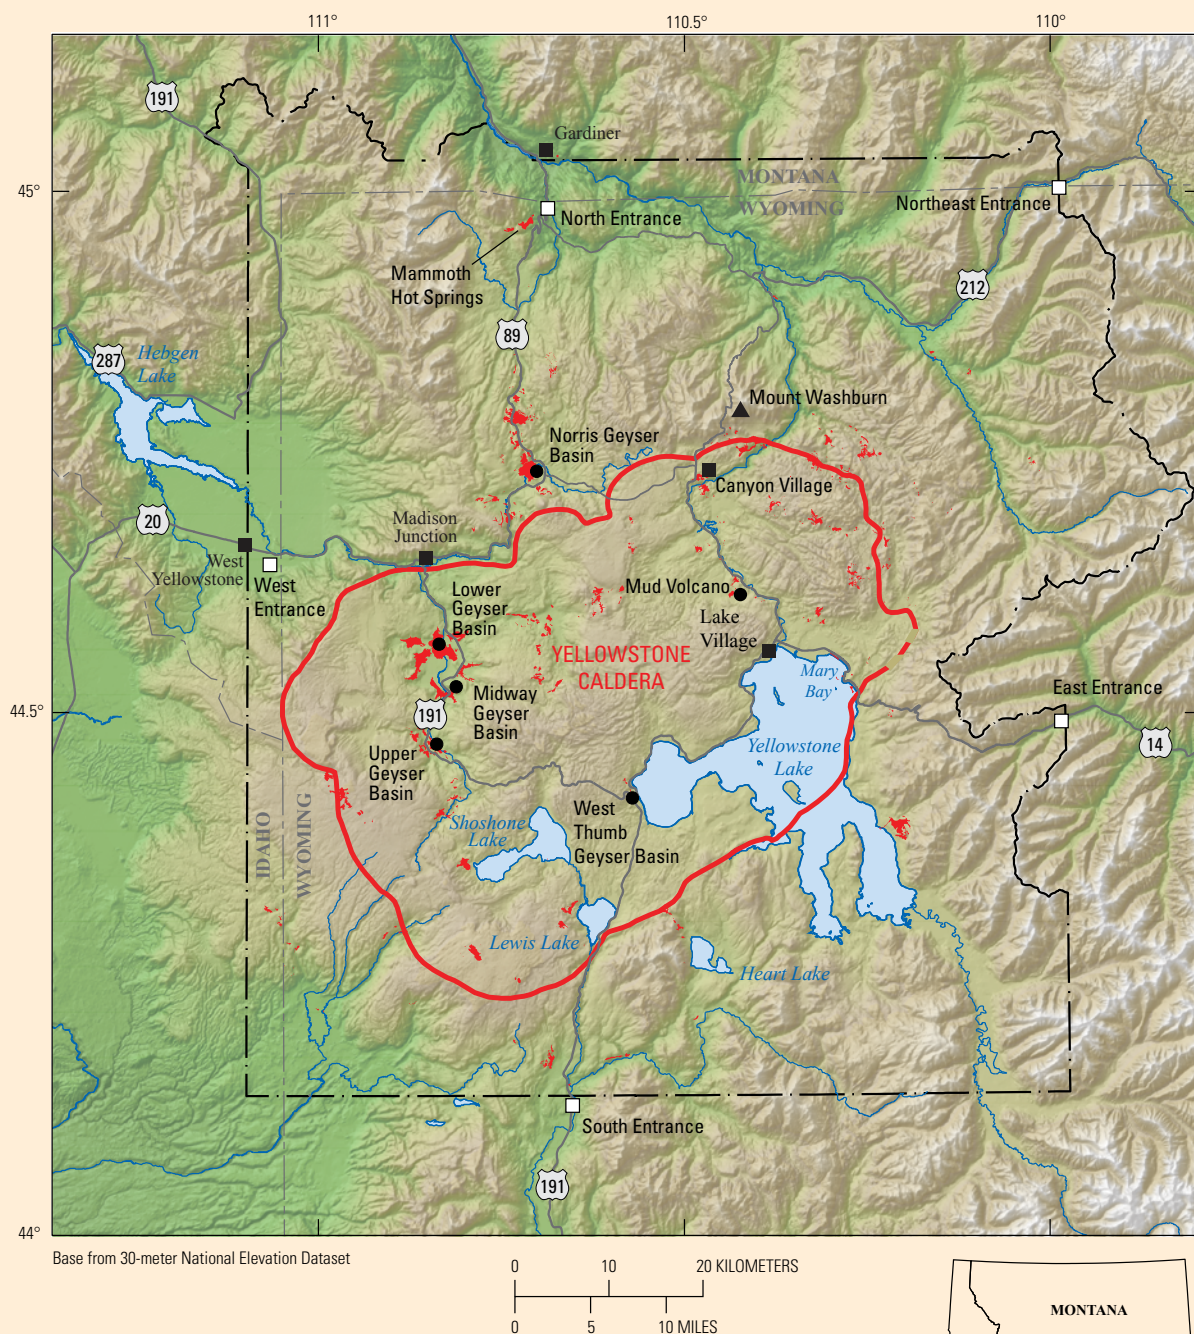 111°
110.5°
110°
191
Gardiner
45°
MONTANA
WYOMING
Northeast Entrance
North Entrance
Mammoth
Hot Springs
212
89
287
Hebgen
Lake
Mount Washburn
Norris Geyser
Basin
Canyon Village
20
Madison
Junction
West
Yellowstone
West
Entrance
Lower
Geyser
Basin
Mud Volcano
Lake
Village
YELLOWSTONE
CALDERA
Mary
Bay
East Entrance
Midway
Geyser
Basin
191
44.5°
14
Upper
Geyser
Basin
Yellowstone
Lake
West
Thumb
Geyser Basin
Shoshone
Lake
IDAHO
WYOMING
Lewis Lake
Heart Lake
South Entrance
191
44°
Base from 30-meter National Elevation Dataset
0 10 20 KILOMETERS
0 5 10 MILES
MONTANA